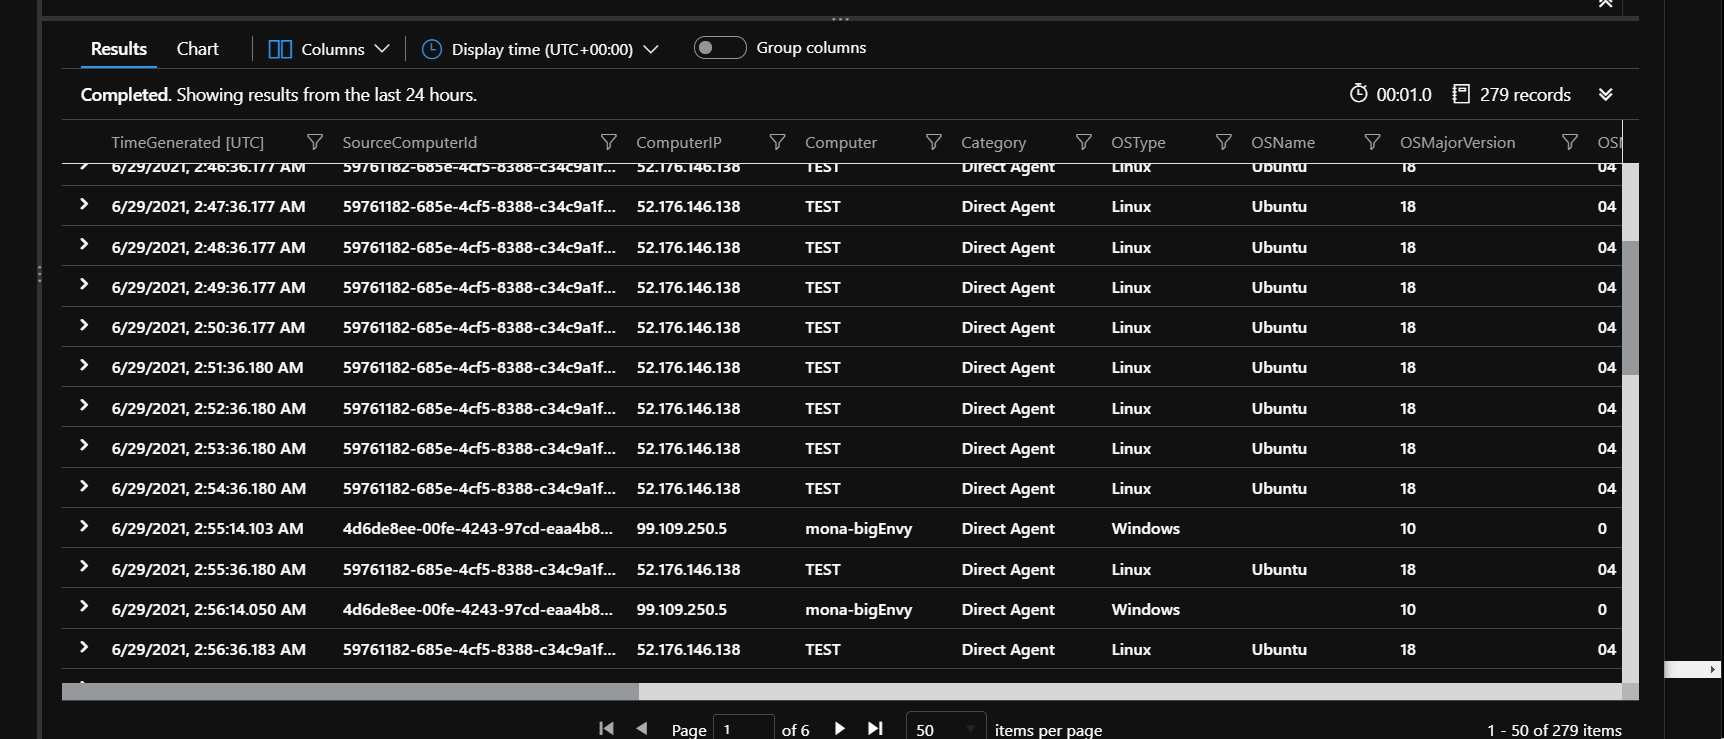 Results Chart Columns Display time (UTC+00:00) Group columns
Completed. Showing results from the last 24 hours. 00:01.0 279 records
TimeGenerated [UTC] SourceComputerId ComputerIP Computer Category OSType OSName OSMajorVersion
6/29/2021, 2:46:36.177 AM 59761182-685e-4cf5-8388-c34c9a1f... 52.176.146.138 TEST Direct Agent Linux Ubuntu 18 04
6/29/2021, 2:47:36.177 AM 59761182-685e-4cf5-8388-c34c9a1f... 52.176.146.138 TEST Direct Agent Linux Ubuntu 18 04
6/29/2021, 2:48:36.177 AM 59761182-685e-4cf5-8388-c34c9a1f... 52.176.146.138 TEST Direct Agent Linux Ubuntu 18 04
6/29/2021, 2:49:36.177 AM 59761182-685e-4cf5-8388-c34c9a1f... 52.176.146.138 TEST Direct Agent Linux Ubuntu 18 04
6/29/2021, 2:50:36.177 AM 59761182-685e-4cf5-8388-c34c9a1f... 52.176.146.138 TEST Direct Agent Linux Ubuntu 18 04
6/29/2021, 2:51:36.180 AM 59761182-685e-4cf5-8388-c34c9a1f... 52.176.146.138 TEST Direct Agent Linux Ubuntu 18 04
6/29/2021, 2:52:36.180 AM 59761182-685e-4cf5-8388-c34c9a1f... 52.176.146.138 TEST Direct Agent Linux Ubuntu 18 04
6/29/2021, 2:53:36.180 AM 59761182-685e-4cf5-8388-c34c9a1f... 52.176.146.138 TEST Direct Agent Linux Ubuntu 18 04
6/29/2021, 2:54:36.180 AM 59761182-685e-4cf5-8388-c34c9a1f... 52.176.146.138 TEST Direct Agent Linux Ubuntu 18 04
6/29/2021, 2:55:14.103 AM 4d6de8ee-00fe-4243-97cd-eaa4b8... 99.109.250.5 mona-bigEnvy Direct Agent Windows 10 0
6/29/2021, 2:55:36.180 AM 59761182-685e-4cf5-8388-c34c9a1f... 52.176.146.138 TEST Direct Agent Linux Ubuntu 18 04
6/29/2021, 2:56:14.050 AM 4d6de8ee-00fe-4243-97cd-eaa4b8... 99.109.250.5 mona-bigEnvy Direct Agent Windows 10 0
6/29/2021, 2:56:36.183 AM 59761182-685e-4cf5-8388-c34c9a1f... 52.176.146.138 TEST Direct Agent Linux Ubuntu 18 04
Page 1 of 6 50 items per page 1 - 50 of 279 items